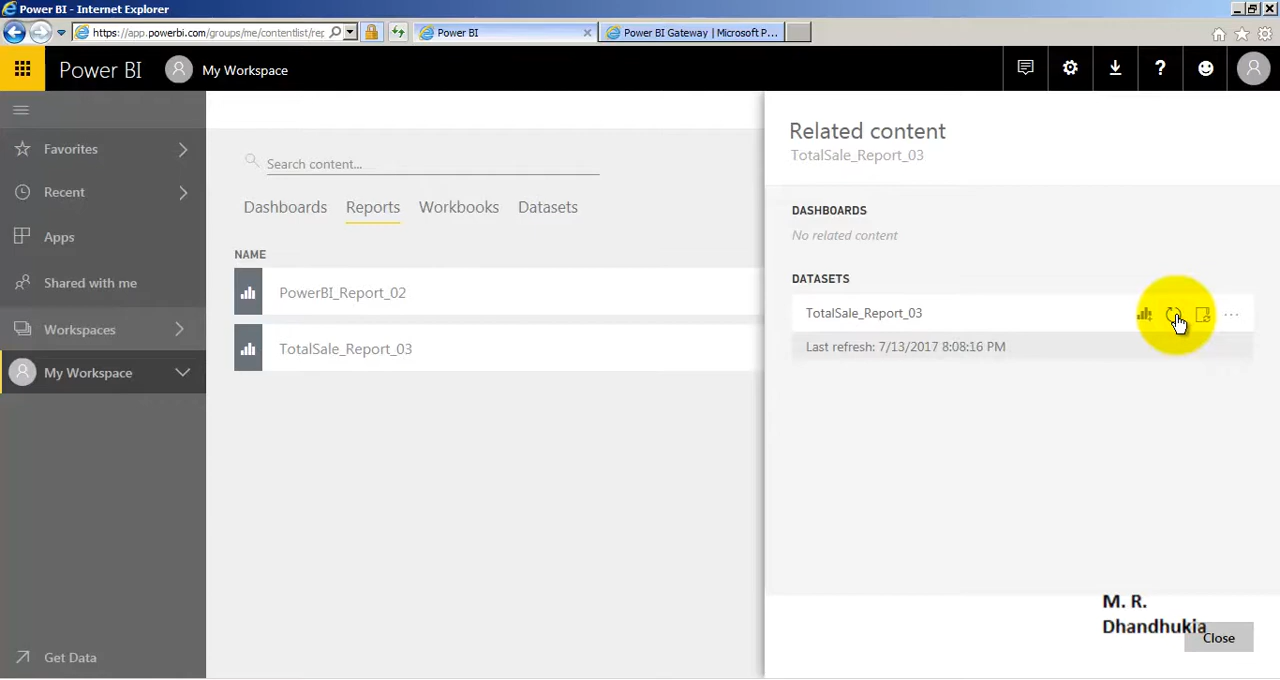 Power BI - Internet Explorer
https://app.powerbi.com/groups/me/contentlist/rep
Power BI
Power BI Gateway | Microsoft P...
Power BI
My Workspace
Favorites
Recent
Apps
Shared with me
Workspaces
My Workspace
Get Data
Search content...
Dashboards Reports Workbooks Datasets
NAME
PowerBI_Report_02
TotalSale_Report_03
Related content
TotalSale_Report_03
DASHBOARDS
No related content
DATASETS
TotalSale_Report_03
Last refresh: 7/13/2017 8:08:16 PM
M. R.
Dhandhukia
Close